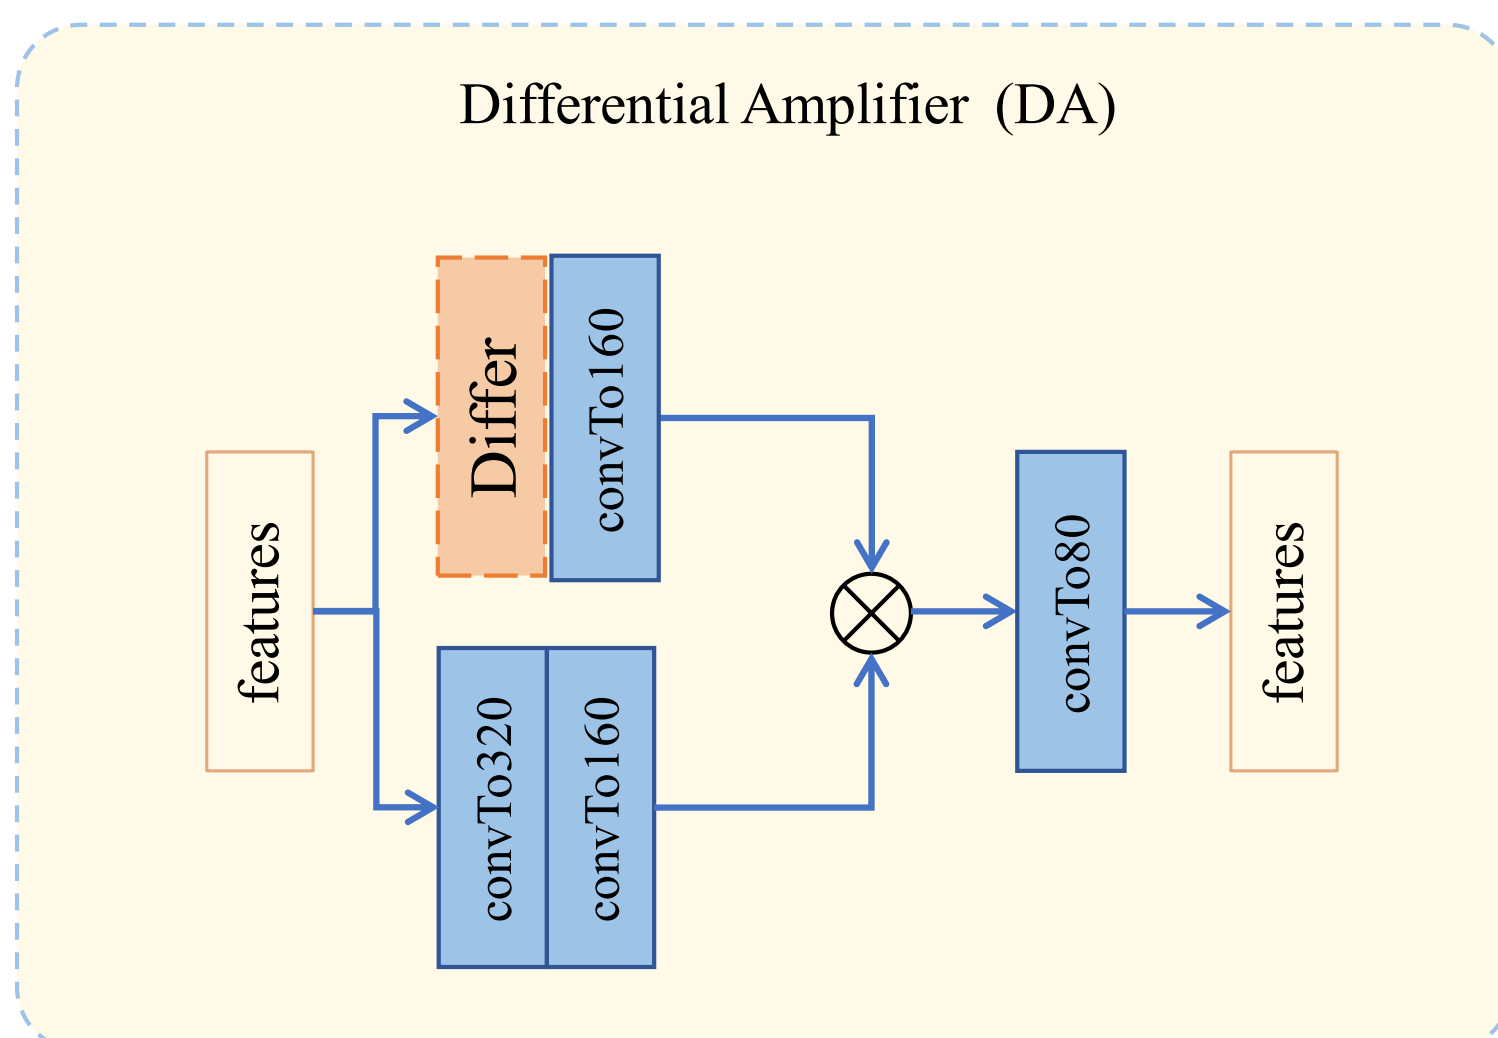 Differential Amplifier (DA)
features
Differ
convTo160
convTo320
convTo160
convTo80
features